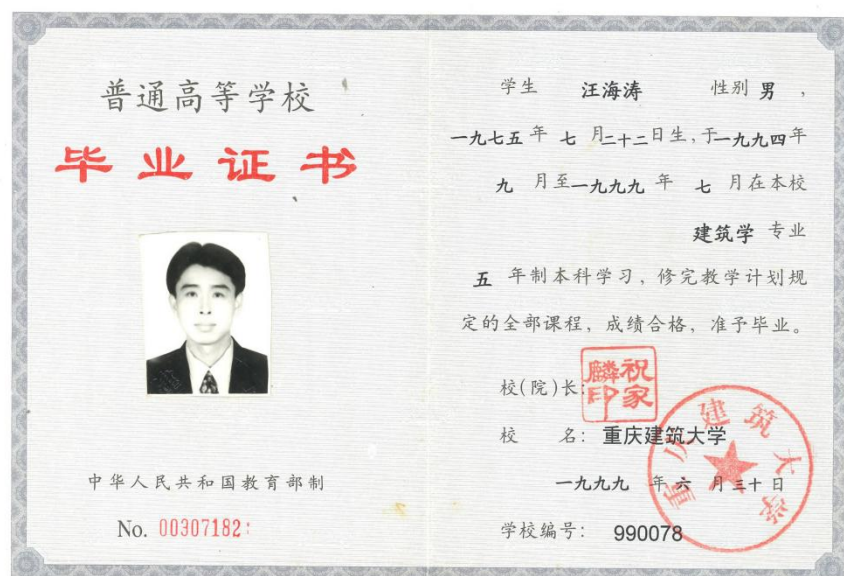 普通高等学校
毕业证书
中华人民共和国教育部制
No. 00307182
学生 汪海涛 性别 男，
一九七五年 七 月二十二日生，于一九九四年
九 月至一九九九 年 七 月在本校
建筑学 专业
五 年制本科学习，修完教学计划规
定的全部课程，成绩合格，准予毕业。
校(院)长：
祝家麟印
校 名：重庆建筑大学
一九九九 年六 月三十日
学校编号：990078
重庆建筑大学